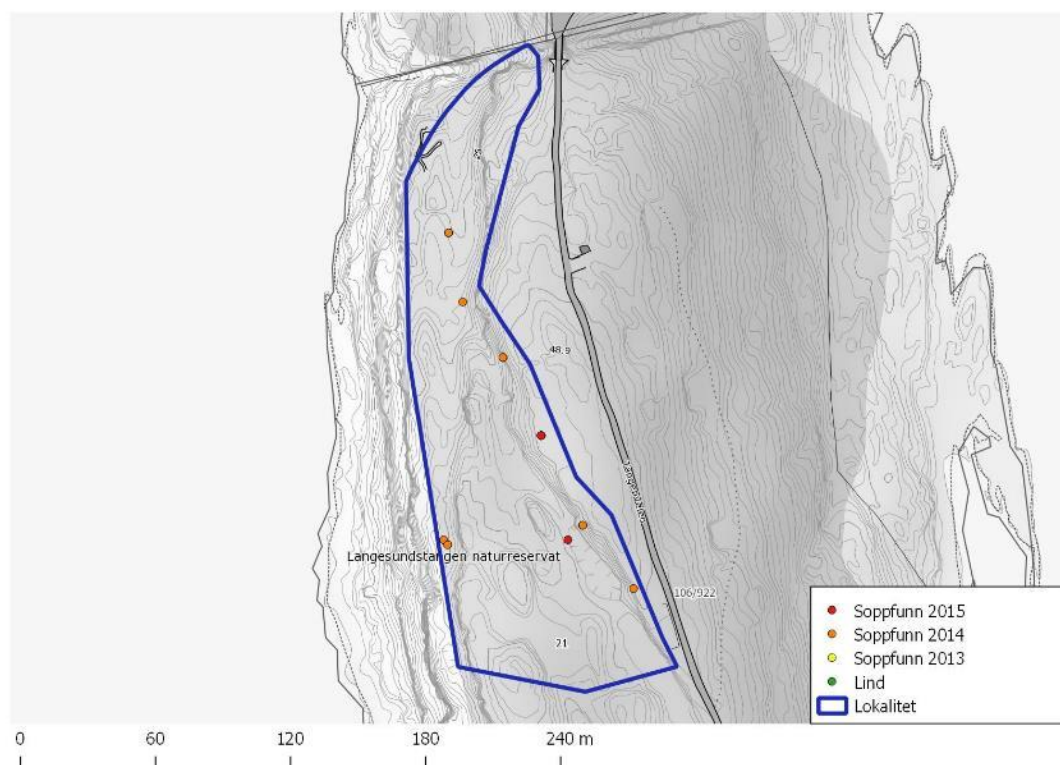 48,9
Langesundstangen naturreservat
106/922
21
Soppfunn 2015
Soppfunn 2014
Soppfunn 2013
Lind
Lokalitet
0 60 120 180 240 m